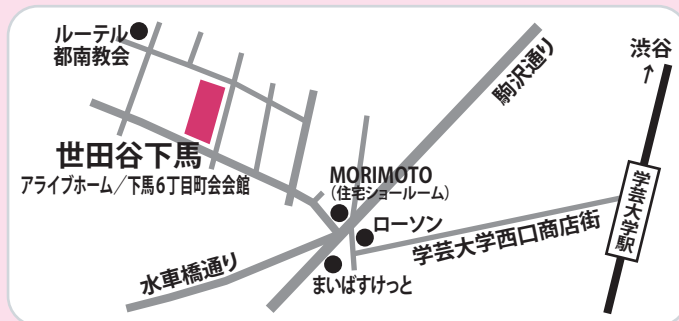 ルーテル
都南教会
世田谷下馬
アライブホーム／下馬6丁目町会会館
駒沢通り
渋谷
↑
学芸大学駅
MORIMOTO
（住宅ショールーム）
ローソン
学芸大学西口商店街
水車橋通り
まいばすけっと